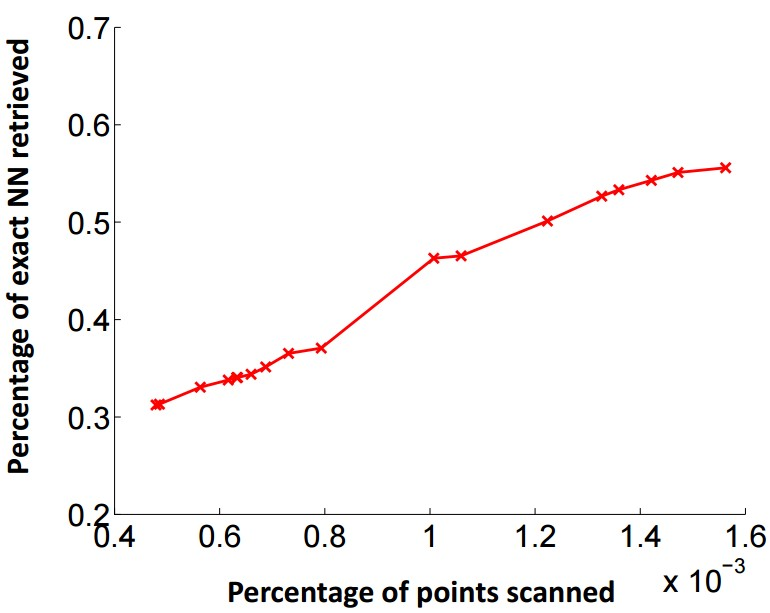 Percentage of exact NN retrieved
0.7
0.6
0.5
0.4
0.3
0.2
0.4 0.6 0.8 1 1.2 1.4 1.6
x 10⁻³
Percentage of points scanned